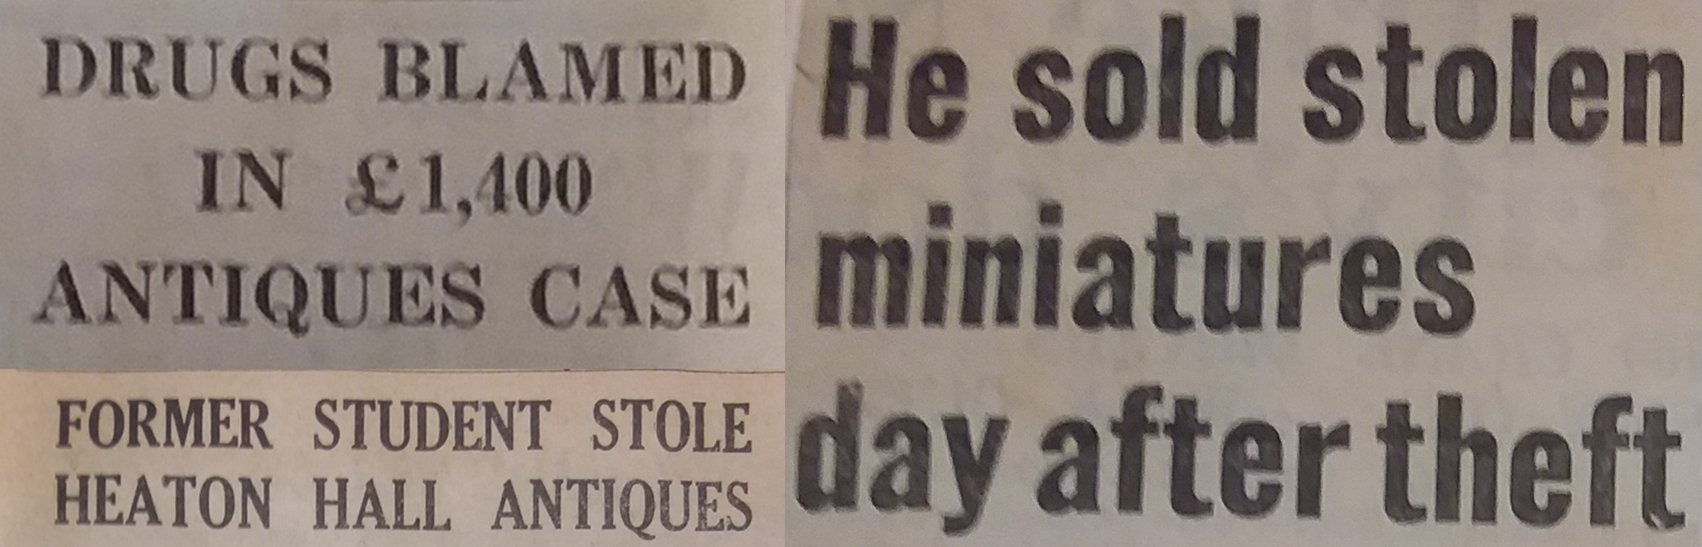 DRUGS BLAMED
IN £1,400
ANTIQUES CASE
FORMER STUDENT STOLE
HEATON HALL ANTIQUES
He sold stolen
miniatures
day after theft